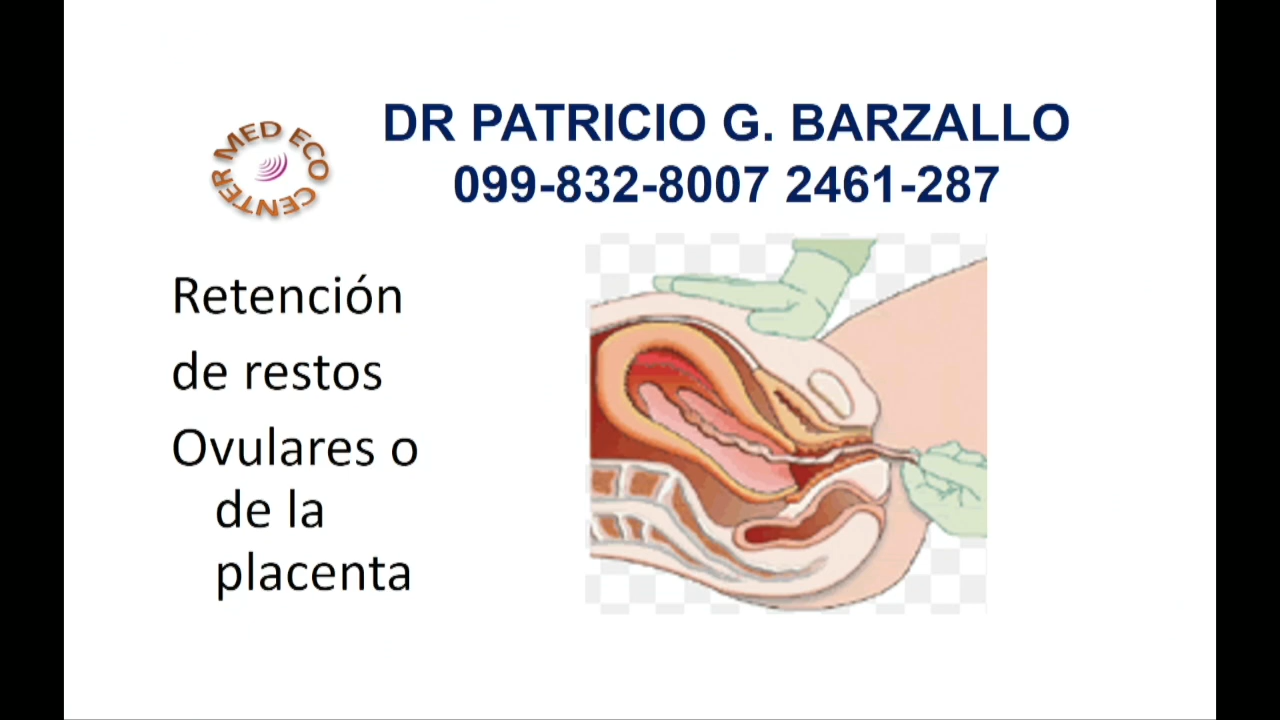 DR PATRICIO G. BARZALLO
099-832-8007 2461-287
MED ECO CENTER
Retención
de restos
Ovulares o
de la
placenta